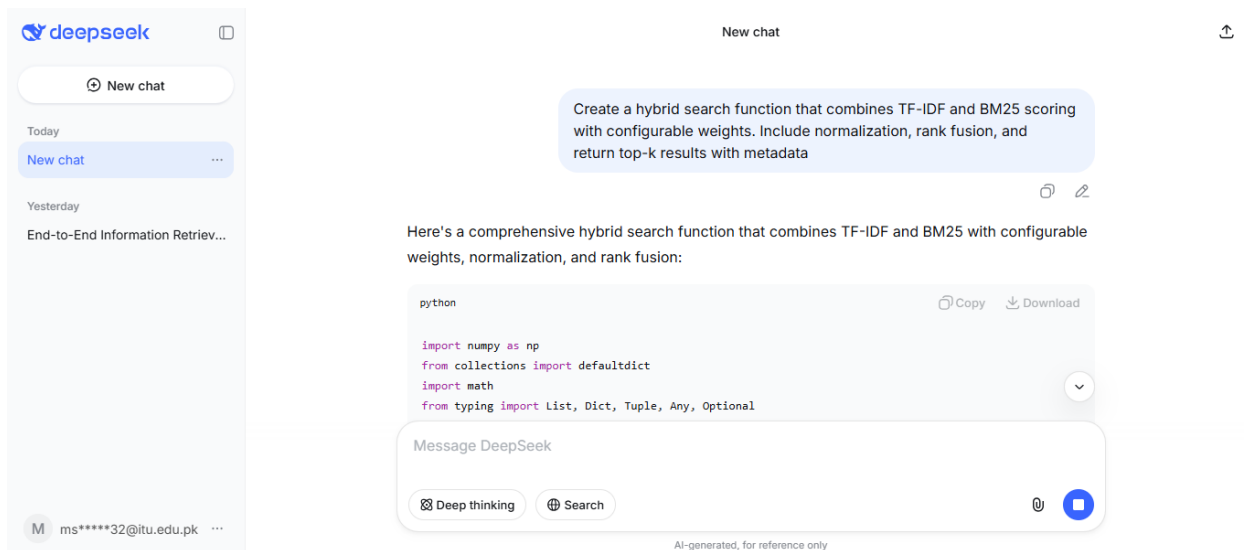 deepseek
New chat
Today
New chat
Yesterday
End-to-End Information Retriev...
M ms*****32@itu.edu.pk
New chat
Create a hybrid search function that combines TF-IDF and BM25 scoring
with configurable weights. Include normalization, rank fusion, and
return top-k results with metadata
Here's a comprehensive hybrid search function that combines TF-IDF and BM25 with configurable
weights, normalization, and rank fusion:
python
Copy Download
import numpy as np
from collections import defaultdict
import math
from typing import List, Dict, Tuple, Any, Optional
Message DeepSeek
Deep thinking Search
AI-generated, for reference only